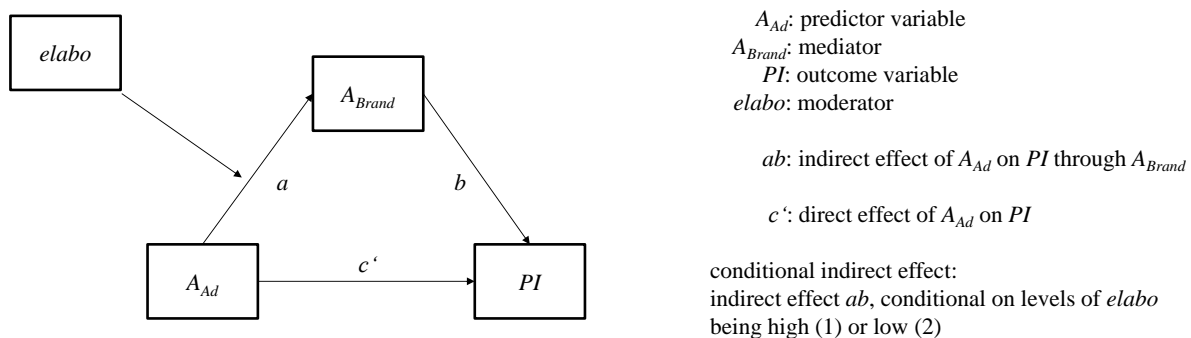 elabo
A_Brand
a
b
c‘
A_Ad
PI
A_Ad: predictor variable
A_Brand: mediator
PI: outcome variable
elabo: moderator
ab: indirect effect of A_Ad on PI through A_Brand
c‘: direct effect of A_Ad on PI
conditional indirect effect:
indirect effect ab, conditional on levels of elabo
being high (1) or low (2)